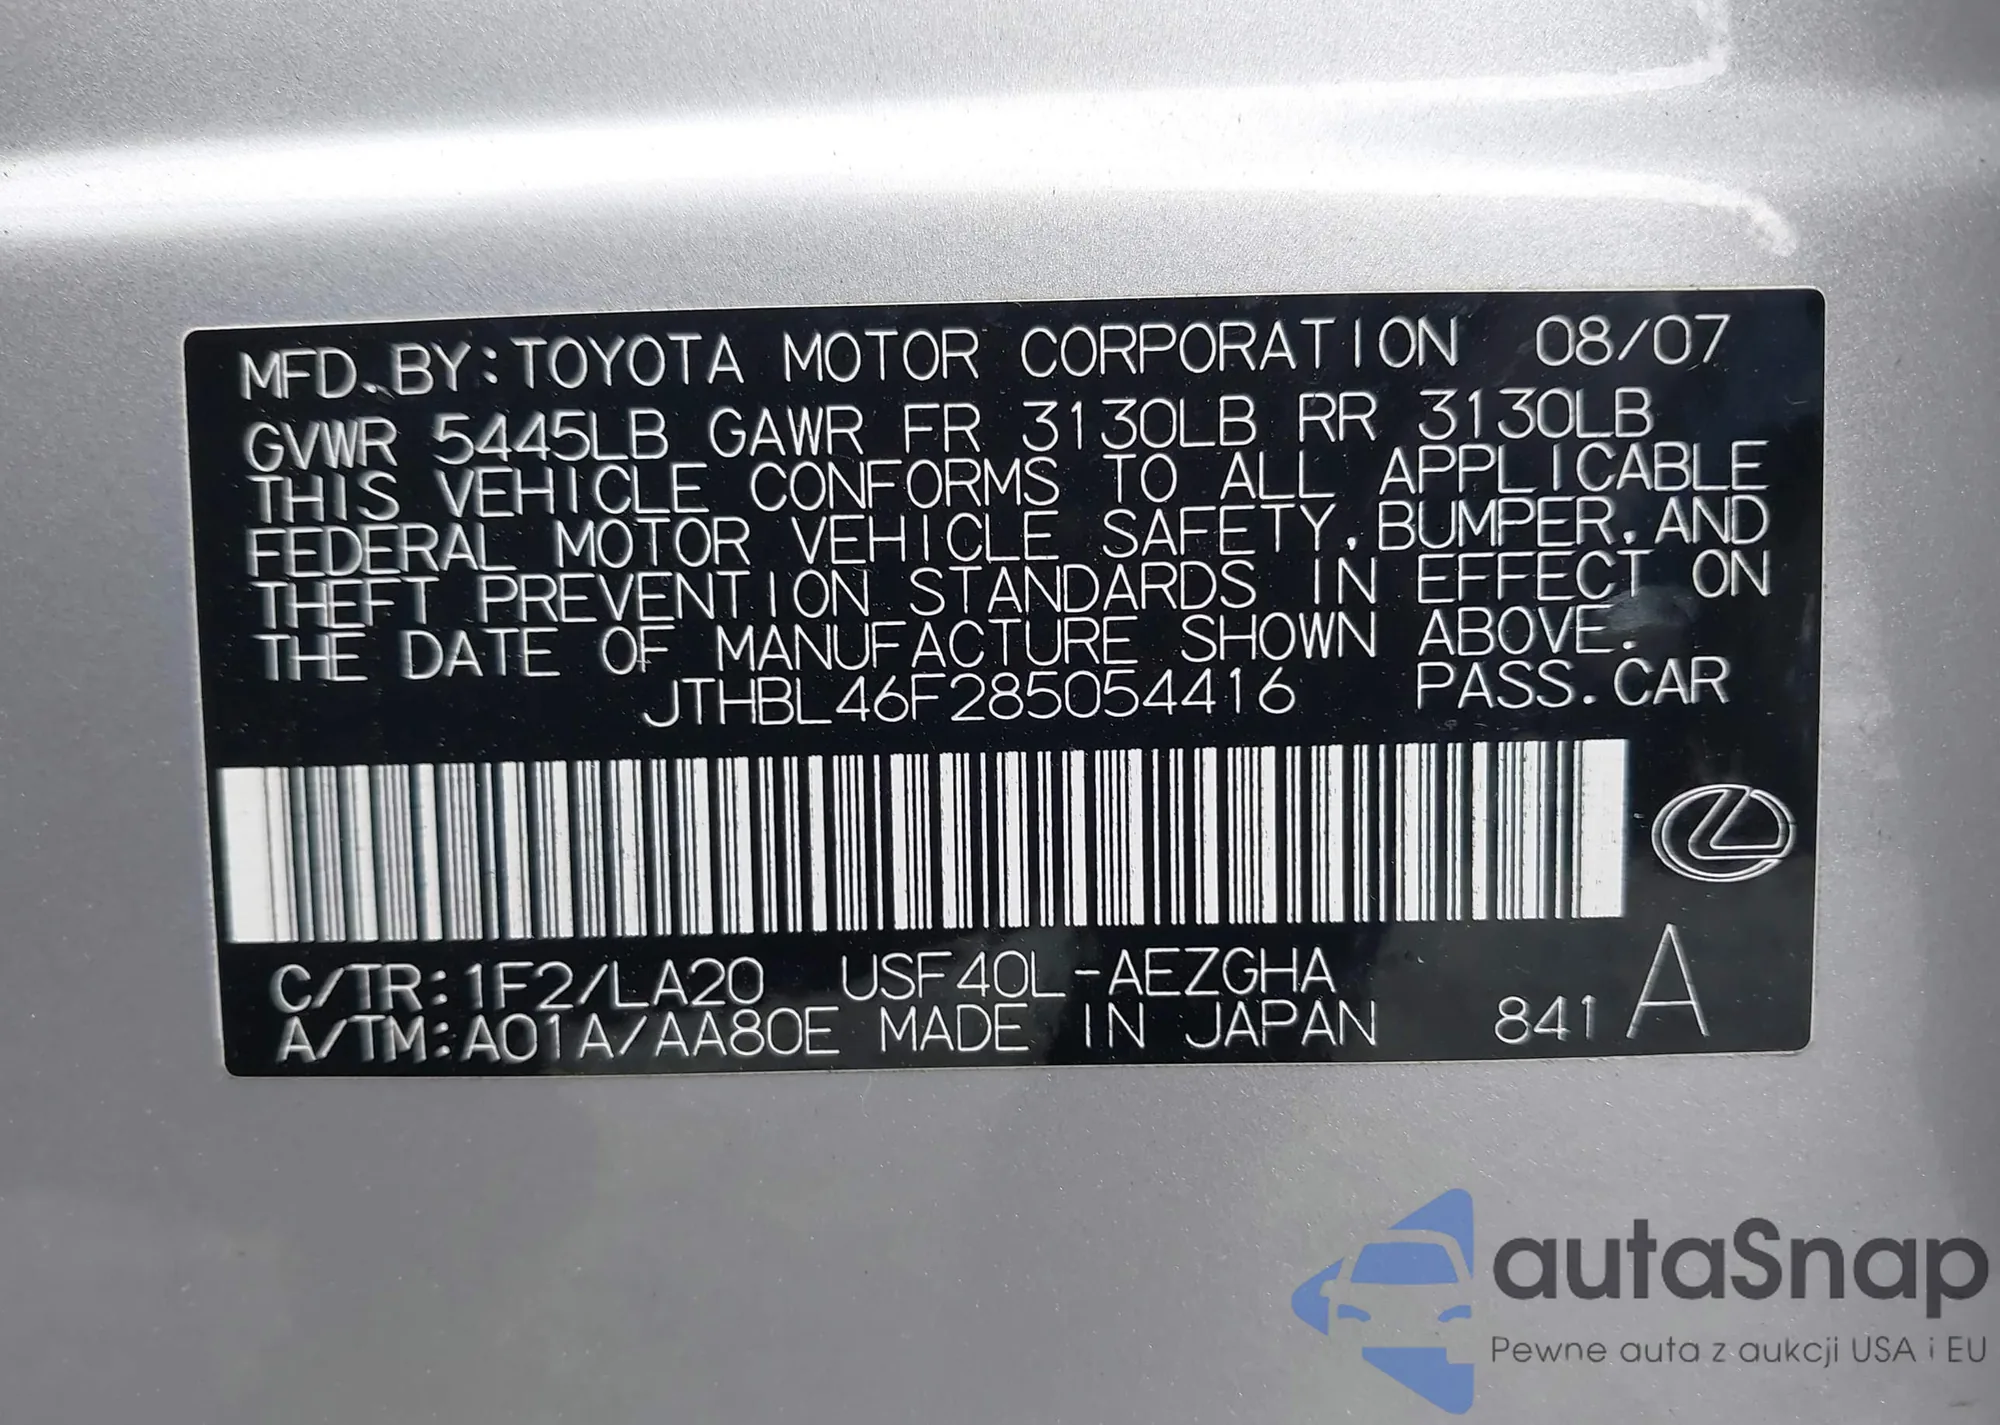 MFD. BY: TOYOTA MOTOR CORPORATION 08/07
GVWR 5445LB GAWR FR 3130LB RR 3130LB
THIS VEHICLE CONFORMS TO ALL APPLICABLE
FEDERAL MOTOR VEHICLE SAFETY, BUMPER, AND
THEFT PREVENTION STANDARDS IN EFFECT ON
THE DATE OF MANUFACTURE SHOWN ABOVE.
JTHBL46F285054416 PASS. CAR
C/TR: 1F2/LA20 USF40L-AEZGHA
A/TM: A01A/AA80E MADE IN JAPAN 841 A
autaSnap
Pewne auta z aukcji USA i EU